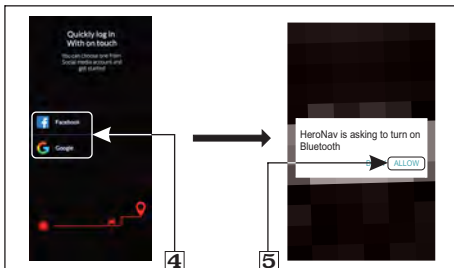 Quickly log in
With on touch
You can choose one from
Social media account and
get started
Facebook
Google
HeroNav is asking to turn on
Bluetooth
ALLOW
4
5